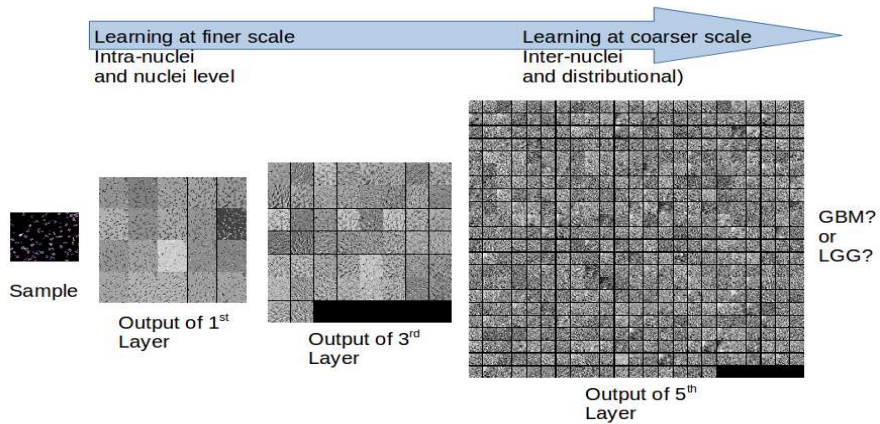 Learning at finer scale
Intra-nuclei
and nuclei level
Learning at coarser scale
Inter-nuclei
and distributional)
Sample
Output of 1st
Layer
Output of 3rd
Layer
Output of 5th
Layer
GBM?
or
LGG?